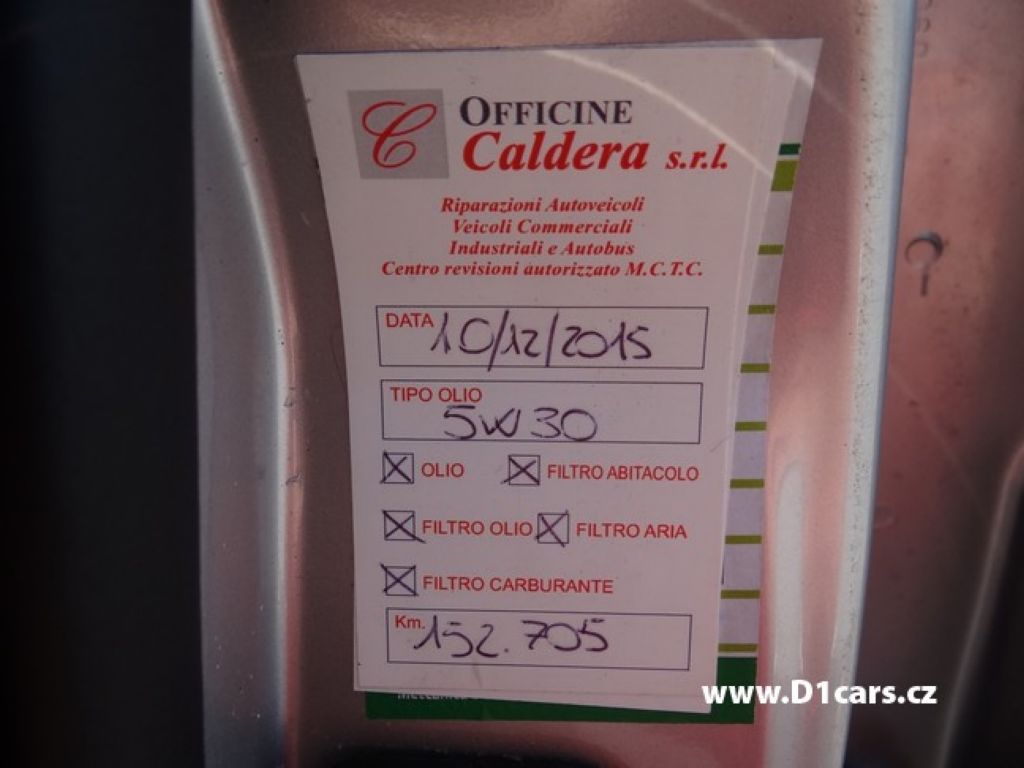 C OFFICINE
Caldera s.r.l.
Riparazioni Autoveicoli
Veicoli Commerciali
Industriali e Autobus
Centro revisioni autorizzato M.C.T.C.
DATA 10/12/2015
TIPO OLIO
5W30
OLIO FILTRO ABITACOLO
FILTRO OLIO FILTRO ARIA
FILTRO CARBURANTE
Km. 152.705
www.D1cars.cz